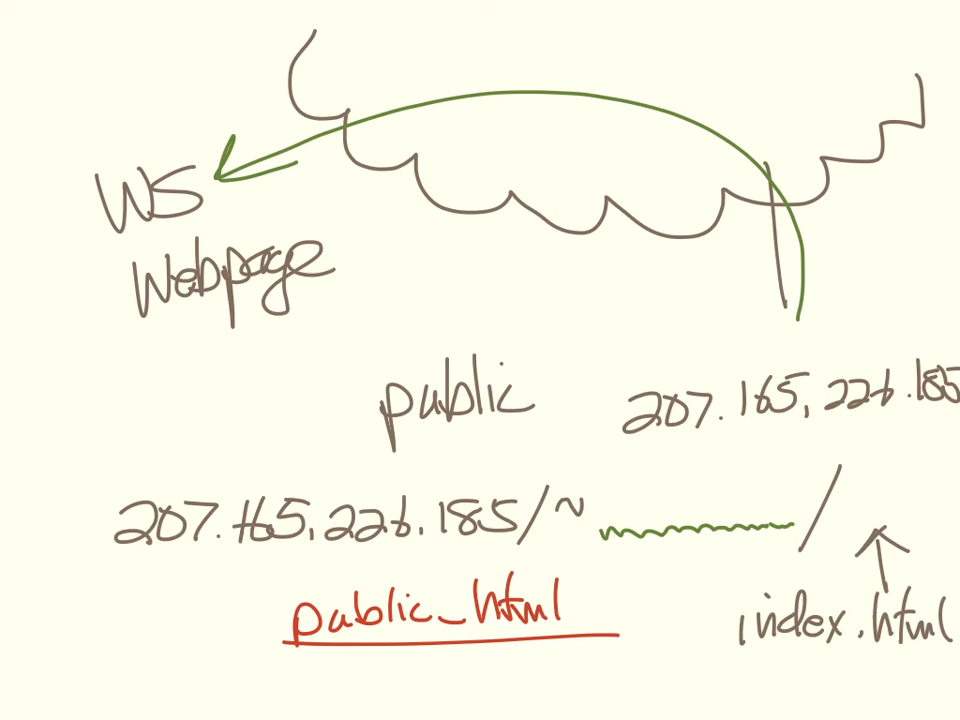 WS
Webpage
public 207.165.226.185
207.165.226.185/~ /
public_html index.html